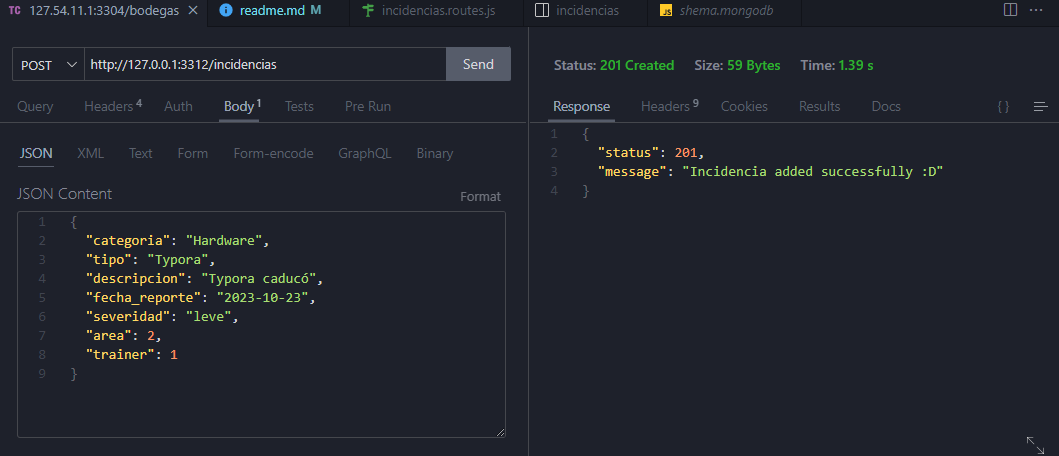 TC 127.54.11.1:3304/bodegas × readme.md M incidencias.routes.js incidencias JS shema.mongodb ...
POST http://127.0.0.1:3312/incidencias Send
Query Headers 4 Auth Body 1 Tests Pre Run
JSON XML Text Form Form-encode GraphQL Binary
JSON Content Format
1 {
2 "categoria": "Hardware",
3 "tipo": "Typora",
4 "descripcion": "Typora caducó",
5 "fecha_reporte": "2023-10-23",
6 "severidad": "leve",
7 "area": 2,
8 "trainer": 1
9 }
Status: 201 Created Size: 59 Bytes Time: 1.39 s
Response Headers 9 Cookies Results Docs { }
1 {
2 "status": 201,
3 "message": "Incidencia added successfully :D"
4 }